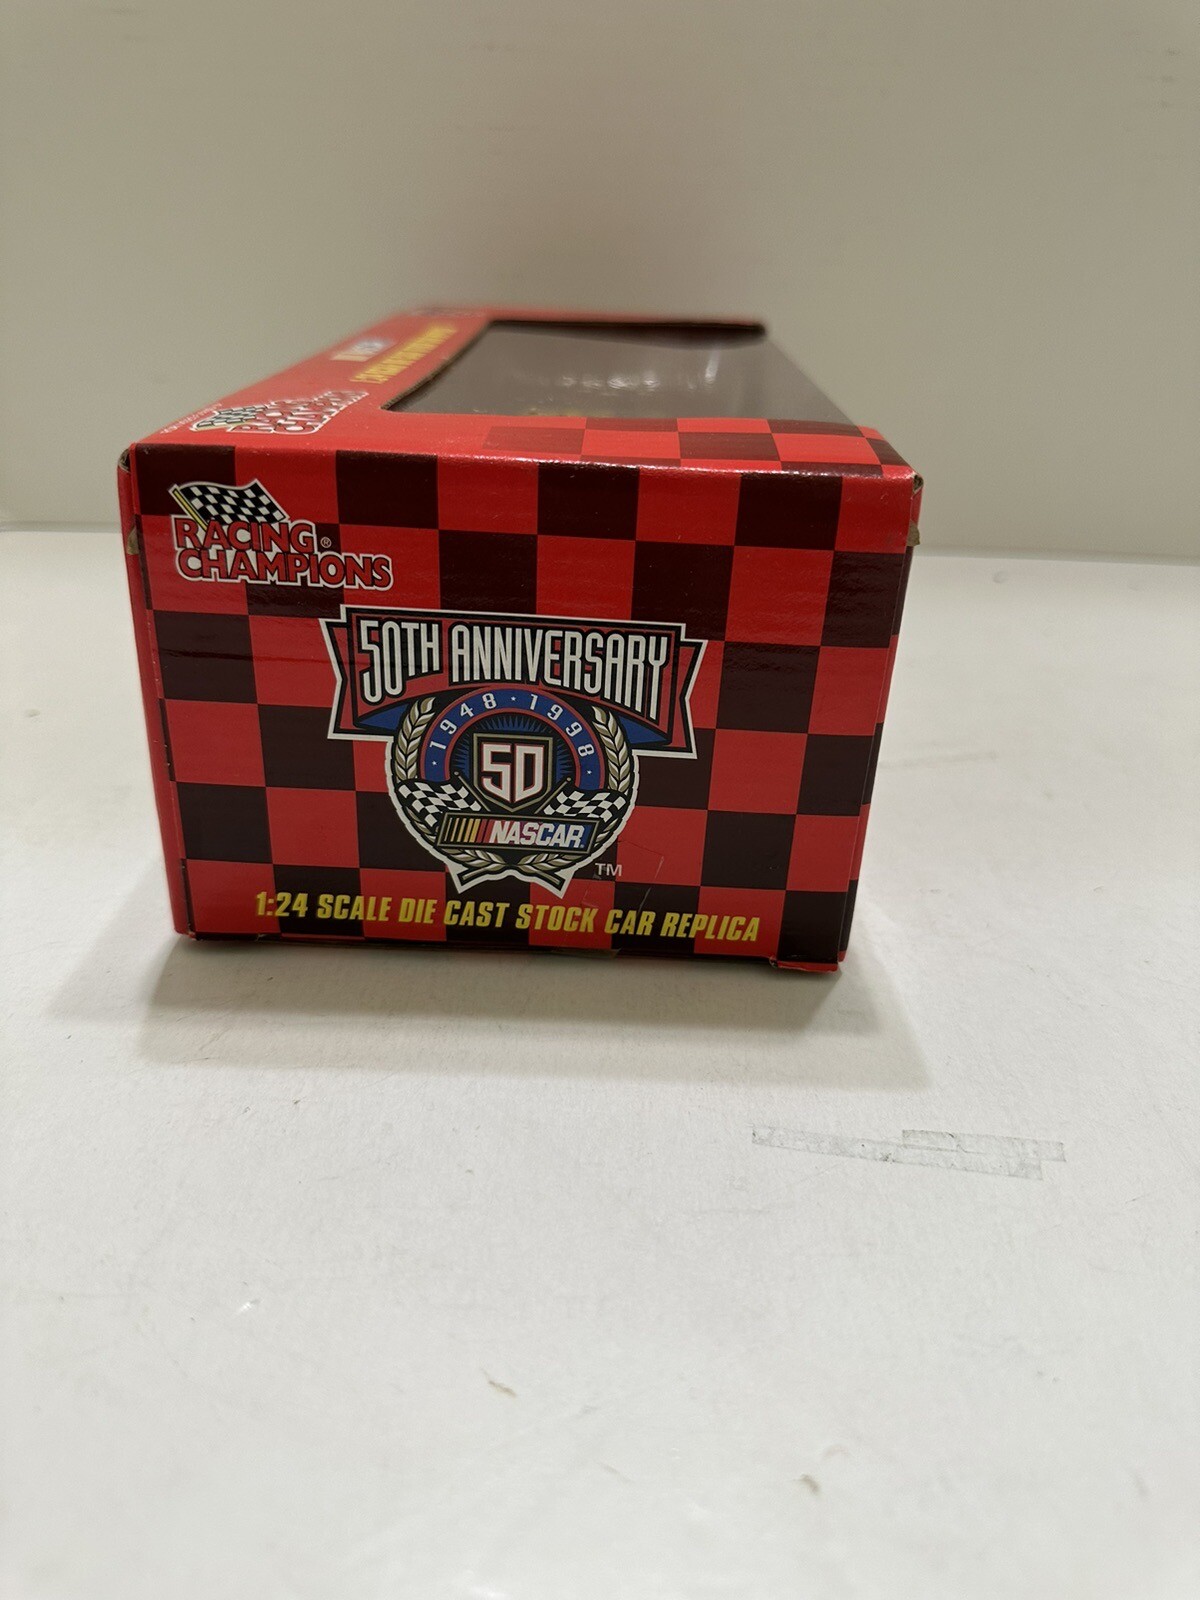 RACING®
CHAMPIONS
50TH ANNIVERSARY
1948 · 1998
50
NASCAR
TM
1:24 SCALE DIE CAST STOCK CAR REPLICA